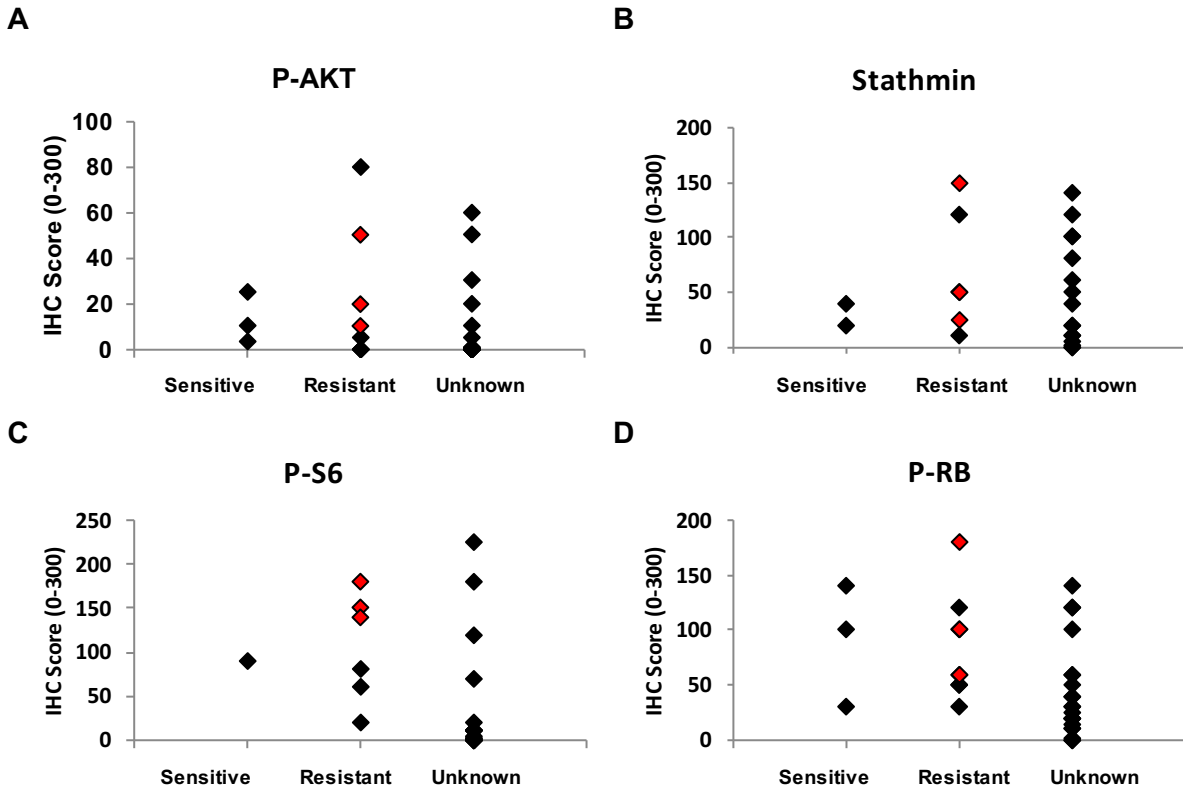 A
P-AKT
IHC Score (0-300)
100
80
60
40
20
0
Sensitive Resistant Unknown
B
Stathmin
IHC Score (0-300)
200
150
100
50
0
Sensitive Resistant Unknown
C
P-S6
IHC Score (0-300)
250
200
150
100
50
0
Sensitive Resistant Unknown
D
P-RB
IHC Score (0-300)
200
150
100
50
0
Sensitive Resistant Unknown